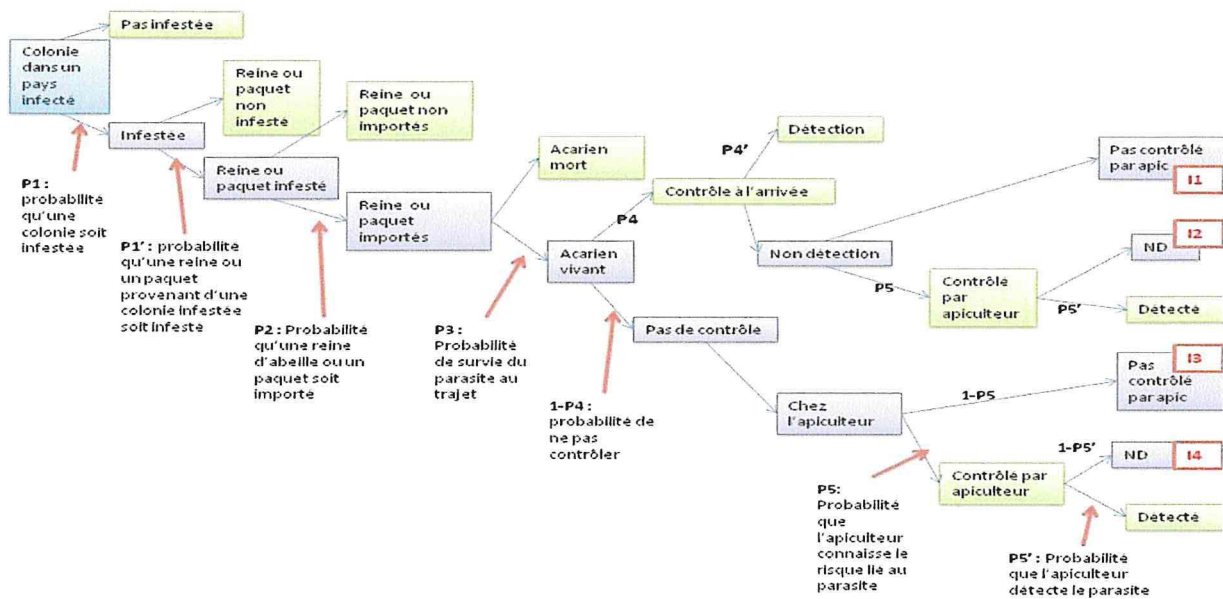 Pas infestée
Colonie
dans un
pays
infecté
Reine ou
paquet
non
infesté
Reine ou
paquet non
importés
Infestée
Détection
P4'
Acarien
mort
Pas contrôlé
par apic
I1
P1 :
probabilité
qu'une
colonie soit
infestée
Reine ou
paquet infesté
Contrôle à l'arrivée
P4
Reine ou
paquet
importés
I2
ND
P1' : probabilité
qu'une reine ou
un paquet
provenant d'une
colonie infestée
soit infeste
Acarien
vivant
Non détection
P5
Contrôle
par
apiculteur
P5'
Détecté
P2 : Probabilité
qu'une reine
d'abeille ou un
paquet soit
importé
P3 :
Probabilité
de survie du
parasite au
trajet
Pas de contrôle
I3
Pas
contrôlé
par apic
1-P5
1-P4 :
probabilité de
ne pas
contrôler
Chez
l'apiculteur
1-P5'
ND
I4
P5:
Probabilité
que
l'apiculteur
connaisse le
risque lié au
parasite
Contrôle par
apiculteur
Détecté
P5' : Probabilité
que l'apiculteur
détecte le parasite